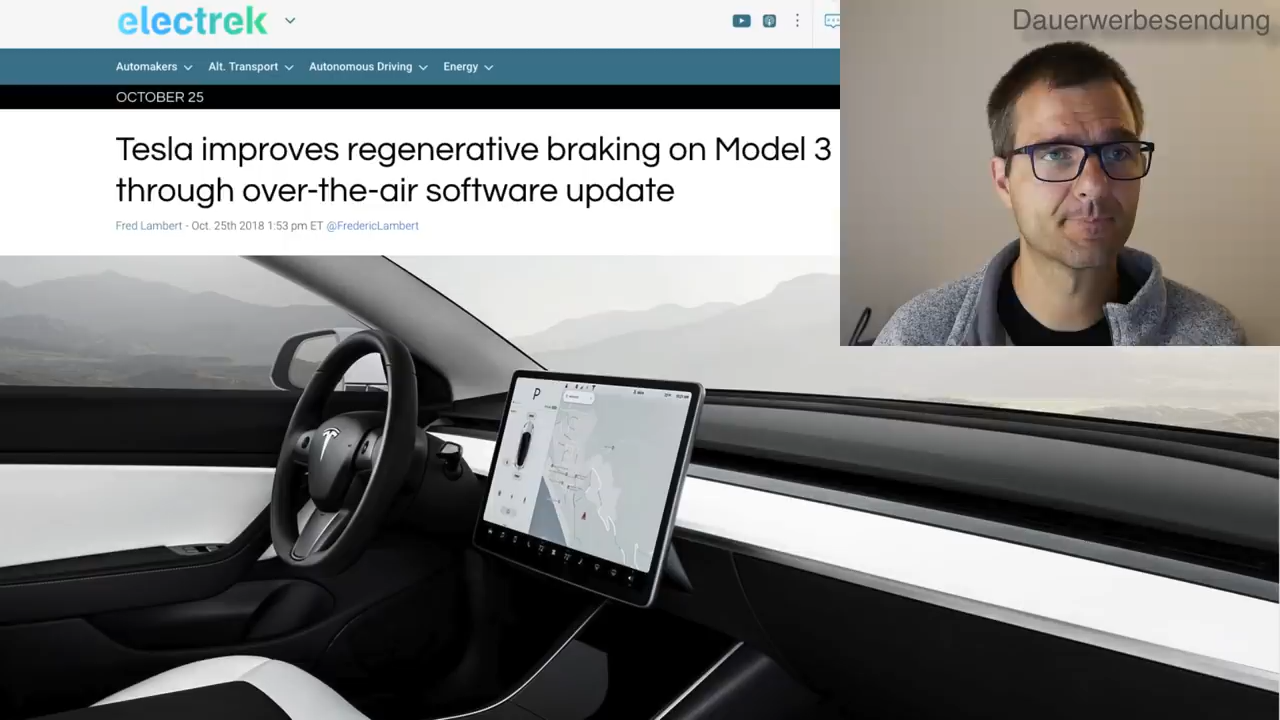 electrek
Dauerwerbesendung
Automakers Alt. Transport Autonomous Driving Energy
OCTOBER 25
Tesla improves regenerative braking on Model 3
through over-the-air software update
Fred Lambert - Oct. 25th 2018 1:53 pm ET @FredericLambert
P